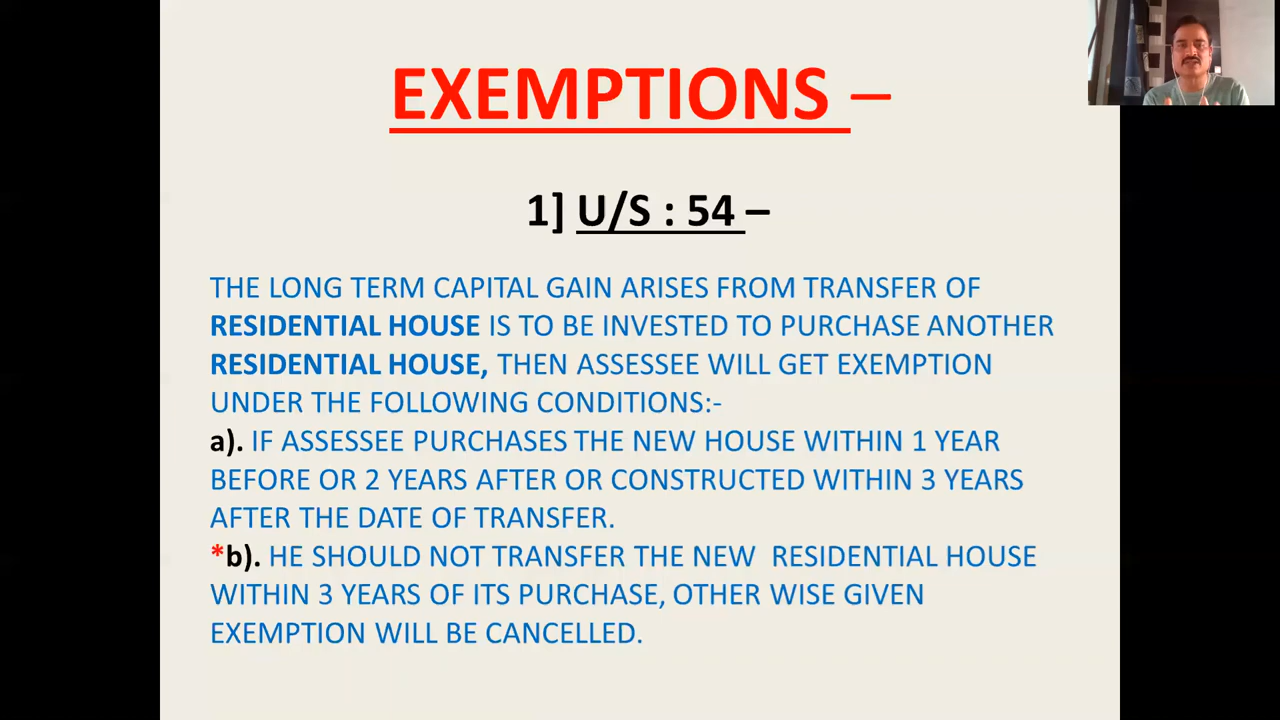 EXEMPTIONS –
1] U/S : 54 –
THE LONG TERM CAPITAL GAIN ARISES FROM TRANSFER OF
RESIDENTIAL HOUSE IS TO BE INVESTED TO PURCHASE ANOTHER
RESIDENTIAL HOUSE, THEN ASSESSEE WILL GET EXEMPTION
UNDER THE FOLLOWING CONDITIONS:-
a). IF ASSESSEE PURCHASES THE NEW HOUSE WITHIN 1 YEAR
BEFORE OR 2 YEARS AFTER OR CONSTRUCTED WITHIN 3 YEARS
AFTER THE DATE OF TRANSFER.
*b). HE SHOULD NOT TRANSFER THE NEW RESIDENTIAL HOUSE
WITHIN 3 YEARS OF ITS PURCHASE, OTHER WISE GIVEN
EXEMPTION WILL BE CANCELLED.